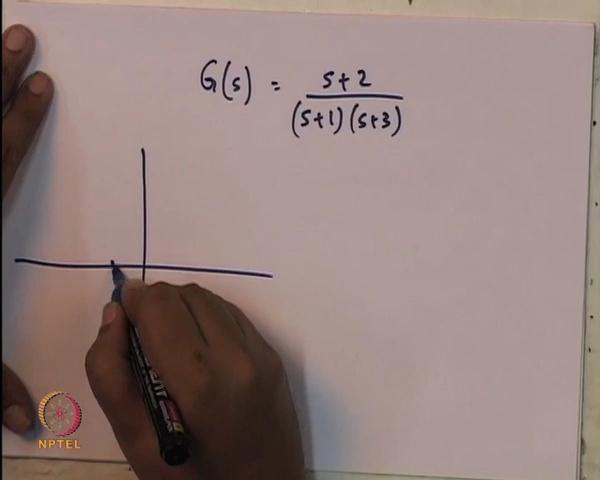 G(s) = s+2
(s+1)(s+3)
NPTEL